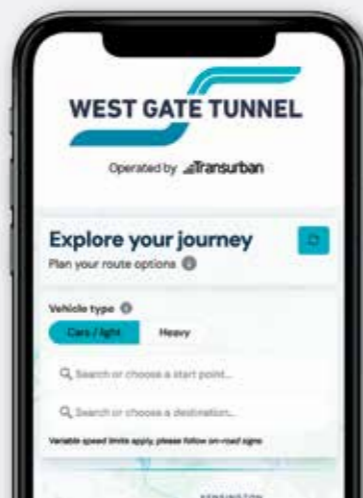 WEST GATE TUNNEL
Operated by Transurban
Explore your journey
Plan your route options
Vehicle type
Cars / light Heavy
Search or choose a start point...
Search or choose a destination...
Variable speed limits apply, please follow on-road signs
KENSINGTON